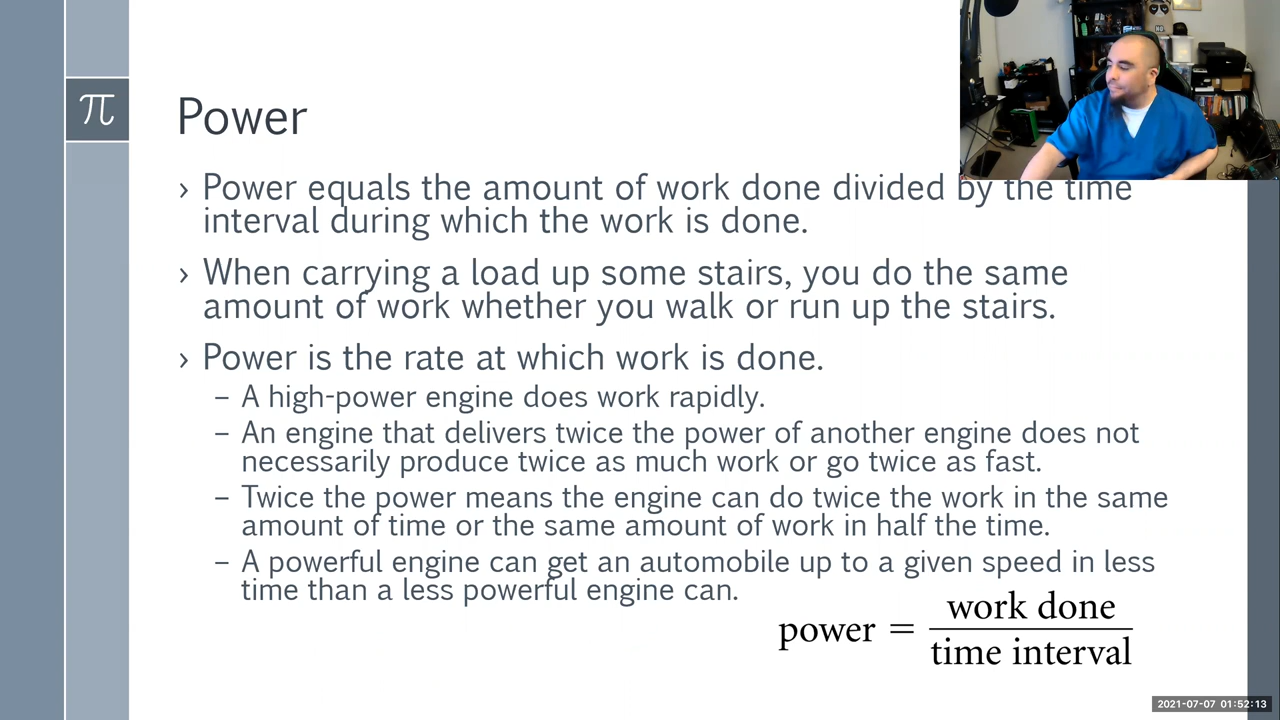 π
Power
› Power equals the amount of work done divided by the time
interval during which the work is done.
› When carrying a load up some stairs, you do the same
amount of work whether you walk or run up the stairs.
› Power is the rate at which work is done.
– A high-power engine does work rapidly.
– An engine that delivers twice the power of another engine does not
necessarily produce twice as much work or go twice as fast.
– Twice the power means the engine can do twice the work in the same
amount of time or the same amount of work in half the time.
– A powerful engine can get an automobile up to a given speed in less
time than a less powerful engine can.
power = work done
time interval
2021-07-07 01:52:13